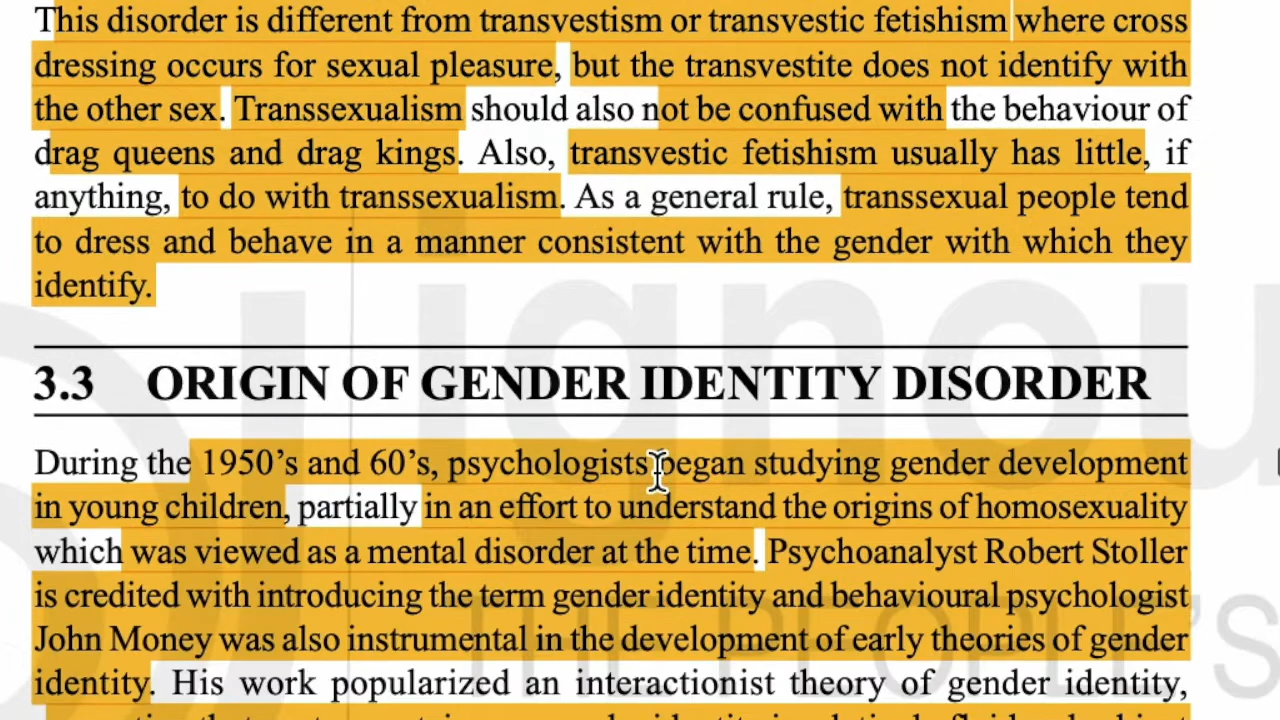 This disorder is different from transvestism or transvestic fetishism where cross
dressing occurs for sexual pleasure, but the transvestite does not identify with
the other sex. Transsexualism should also not be confused with the behaviour of
drag queens and drag kings. Also, transvestic fetishism usually has little, if
anything, to do with transsexualism. As a general rule, transsexual people tend
to dress and behave in a manner consistent with the gender with which they
identify.
ignou
3.3 ORIGIN OF GENDER IDENTITY DISORDER
During the 1950's and 60's, psychologists began studying gender development
in young children, partially in an effort to understand the origins of homosexuality
which was viewed as a mental disorder at the time. Psychoanalyst Robert Stoller
is credited with introducing the term gender identity and behavioural psychologist
THE PEOPLE'S
John Money was also instrumental in the development of early theories of gender
identity. His work popularized an interactionist theory of gender identity,